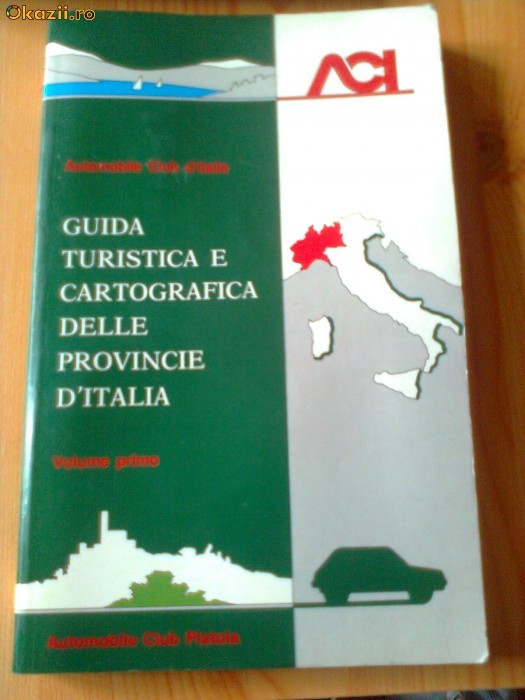 Okazii.ro
ACI
Automobile Club d'Italia
GUIDA
TURISTICA E
CARTOGRAFICA
DELLE
PROVINCIE
D'ITALIA
Volume primo
Automobile Club Pistoia